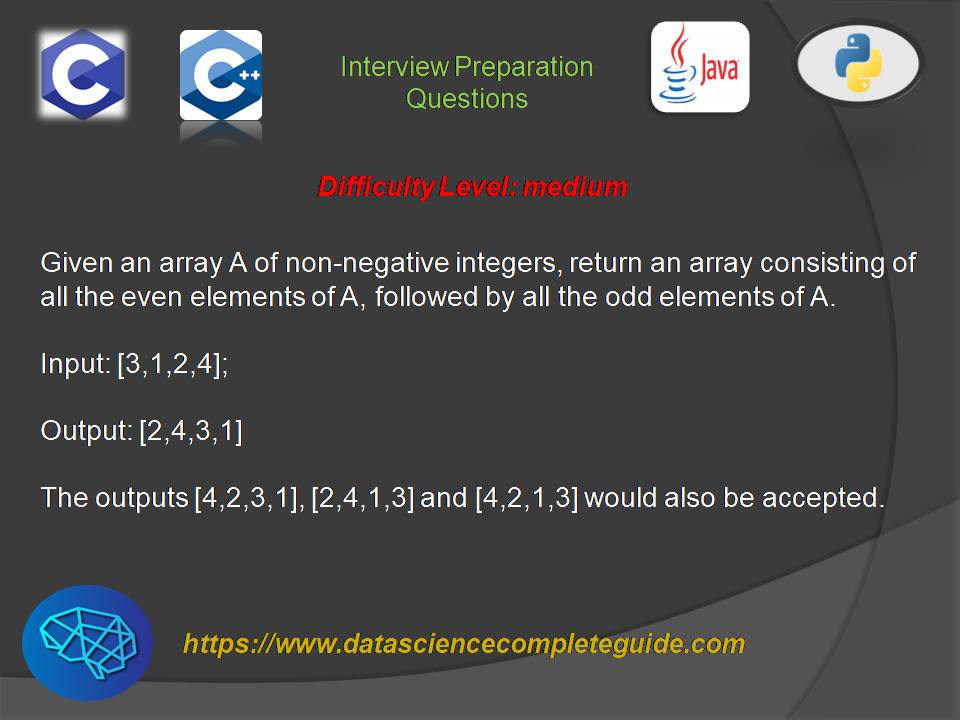 C
C++
Interview Preparation
Questions
Java
Difficulty Level: medium
Given an array A of non-negative integers, return an array consisting of
all the even elements of A, followed by all the odd elements of A.
Input: [3,1,2,4];
Output: [2,4,3,1]
The outputs [4,2,3,1], [2,4,1,3] and [4,2,1,3] would also be accepted.
https://www.datasciencecompleteguide.com